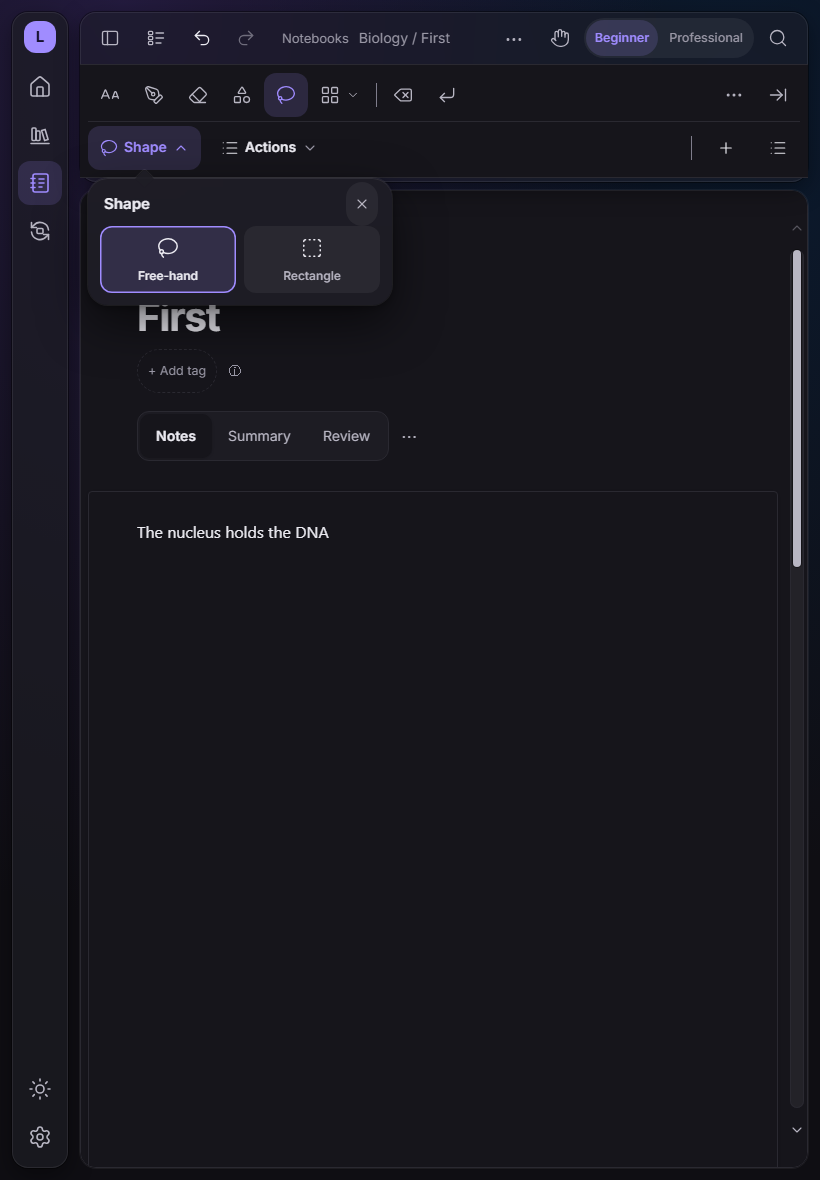 L
Notebooks Biology / First
Beginner Professional
AA
Shape Actions
Shape
Free-hand Rectangle
First
+ Add tag
Notes Summary Review
The nucleus holds the DNA